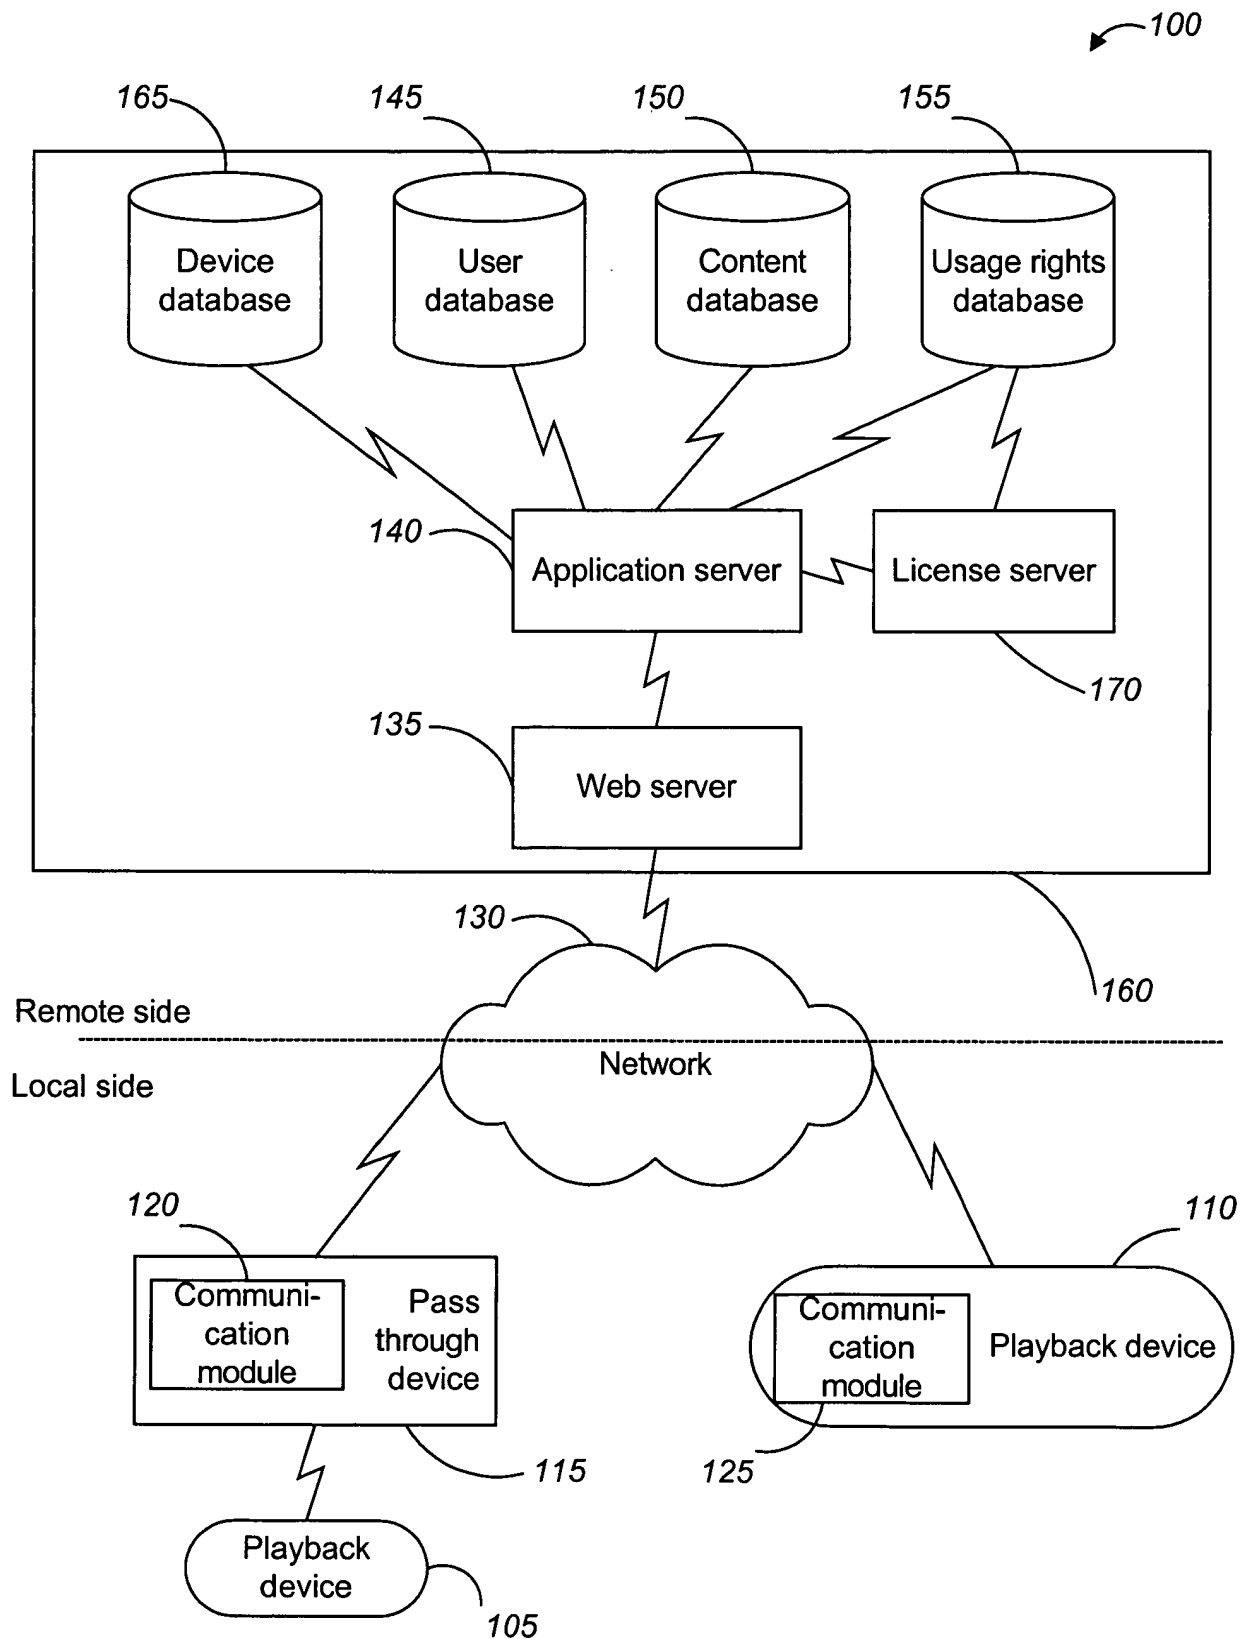 100
165
145
150
155
Device
database
User
database
Content
database
Usage rights
database
140
Application server
License server
170
135
Web server
130
160
Remote side
Network
Local side
120
110
Communi-
cation
module
Pass
through
device
Communi-
cation
module
Playback device
115
125
Playback
device
105